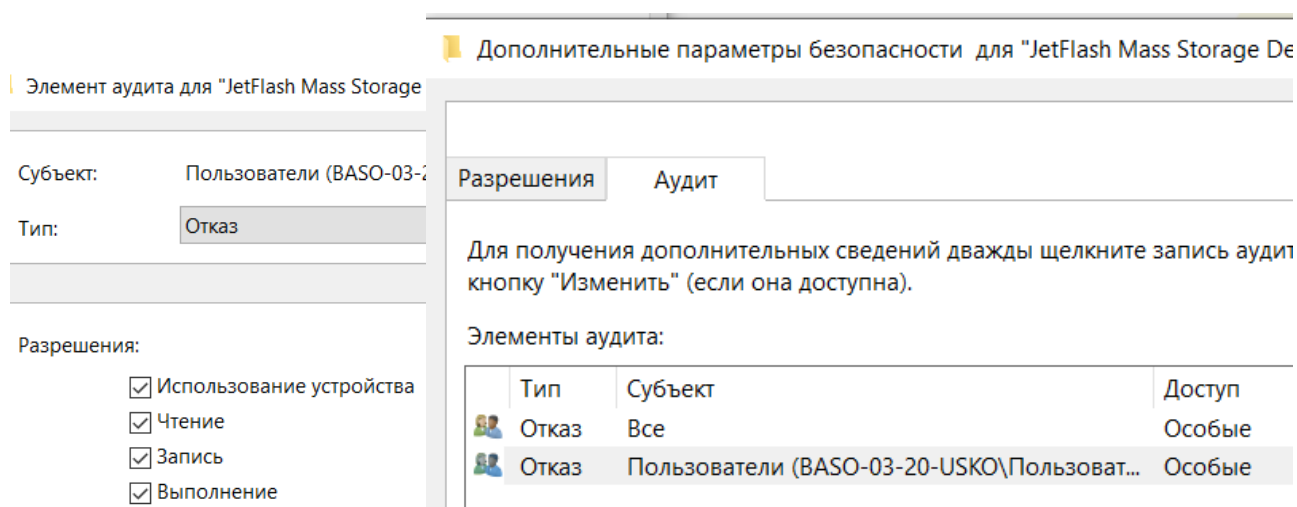 Элемент аудита для "JetFlash Mass Storage
Субъект: Пользователи (BASO-03-2
Тип: Отказ
Разрешения:
Использование устройства
Чтение
Запись
Выполнение
Дополнительные параметры безопасности для "JetFlash Mass Storage De
Разрешения Аудит
Для получения дополнительных сведений дважды щелкните запись аудит
кнопку "Изменить" (если она доступна).
Элементы аудита:
Тип Субъект Доступ
Отказ Все Особые
Отказ Пользователи (BASO-03-20-USKO\Пользоват... Особые